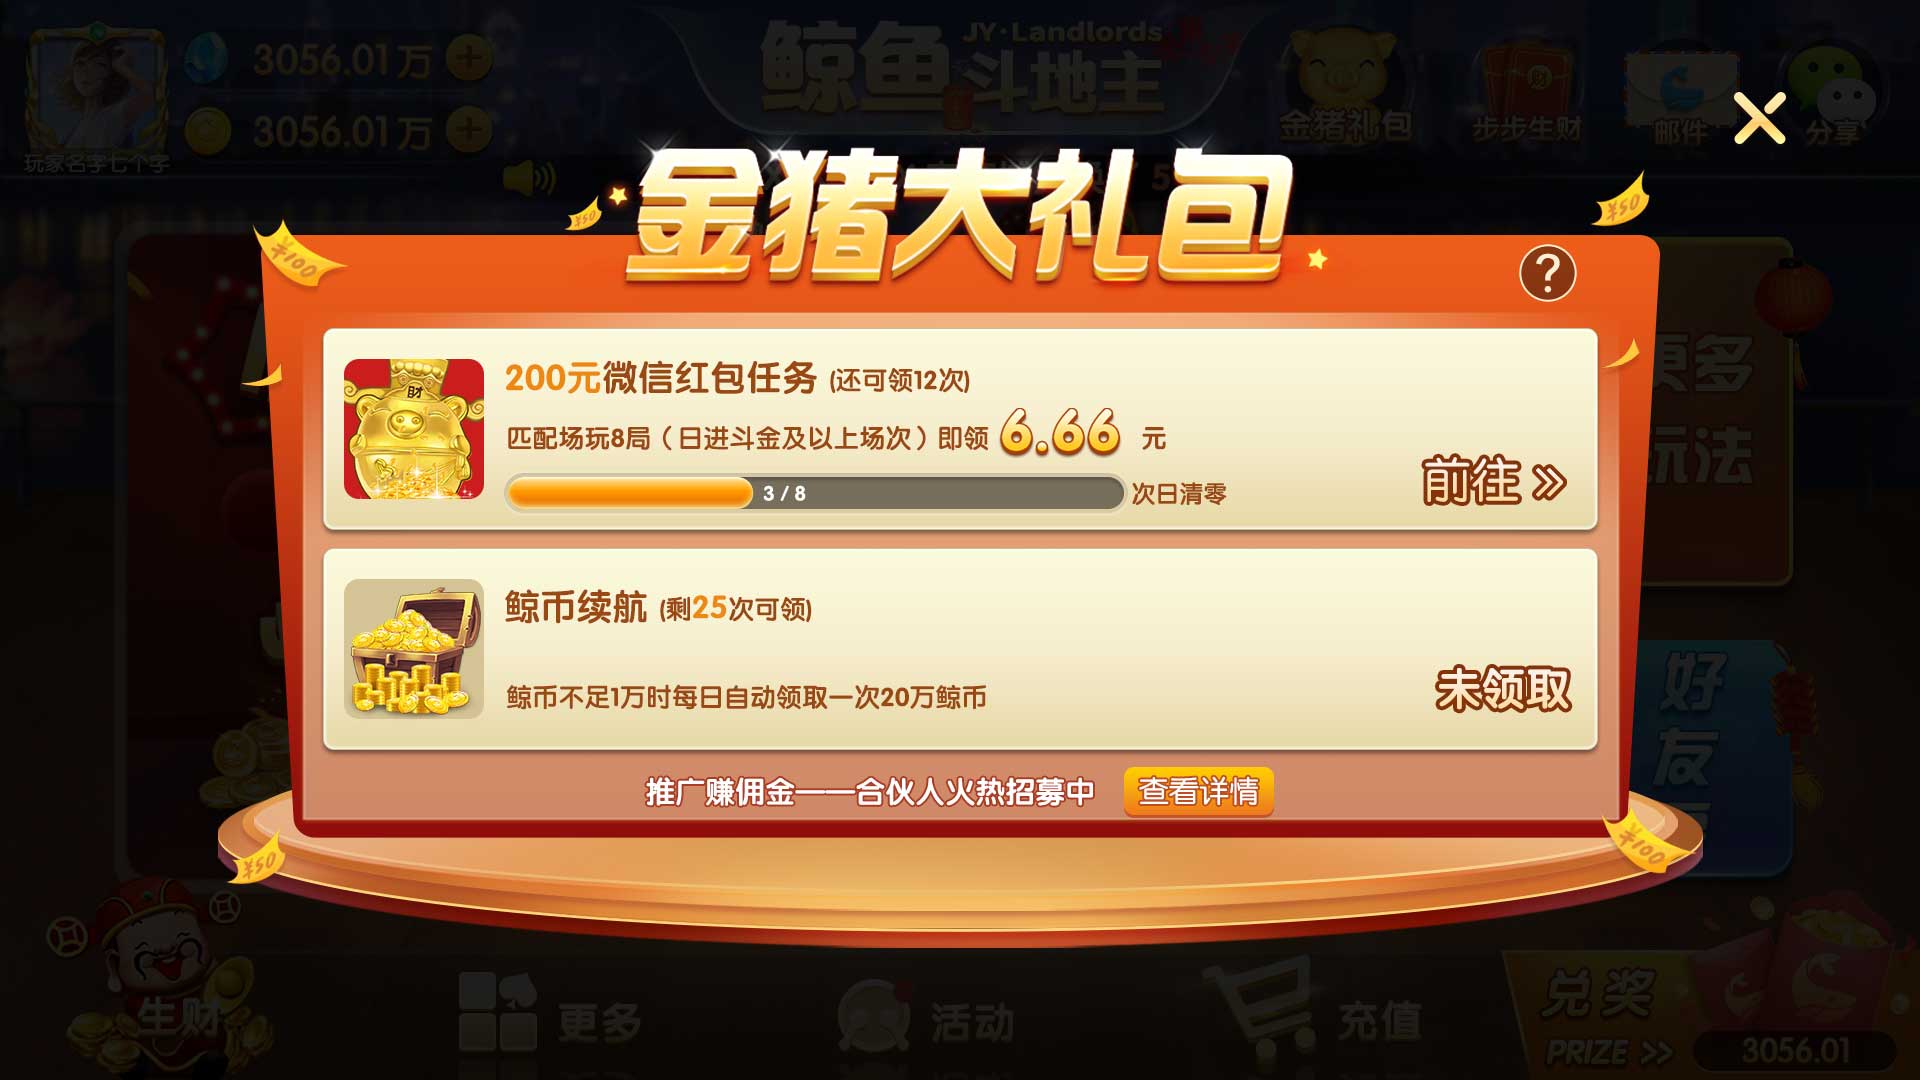 3056.01万
鲸鱼斗地主
JY·Landlords
3056.01万
玩家名字七个字
金猪礼包
步步生财
邮件
分享
金猪大礼包
¥50
¥50
¥100
?
200元微信红包任务 (还可领12次)
财
匹配场玩8局（日进斗金及以上场次）即领 6.66 元
3 / 8
次日清零
前往
更多
玩法
鲸币续航 (剩25次可领)
鲸币不足1万时每日自动领取一次20万鲸币
未领取
好
友
推广赚佣金——合伙人火热招募中
查看详情
¥50
¥100
生财
更多
活动
充值
兑奖
PRIZE >>
3056.01